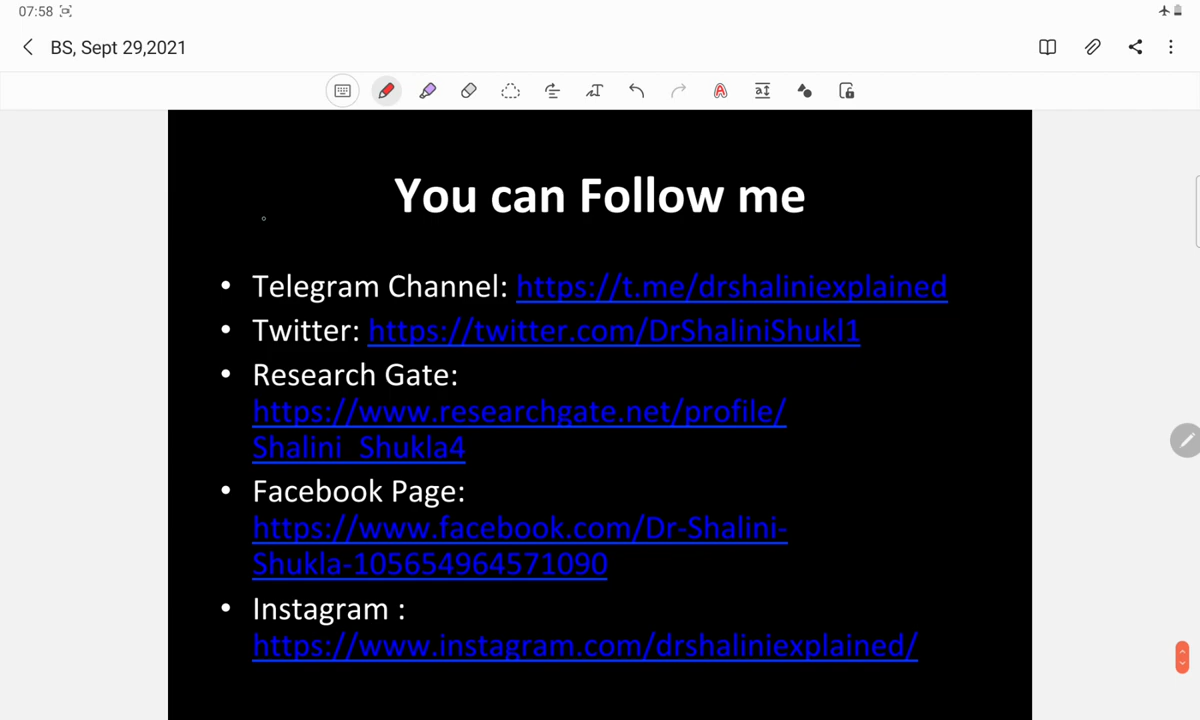 07:58
BS, Sept 29,2021
You can Follow me
• Telegram Channel: https://t.me/drshaliniexplained
• Twitter: https://twitter.com/DrShaliniShukl1
• Research Gate:
https://www.researchgate.net/profile/
Shalini_Shukla4
• Facebook Page:
https://www.facebook.com/Dr-Shalini-
Shukla-105654964571090
• Instagram :
https://www.instagram.com/drshaliniexplained/